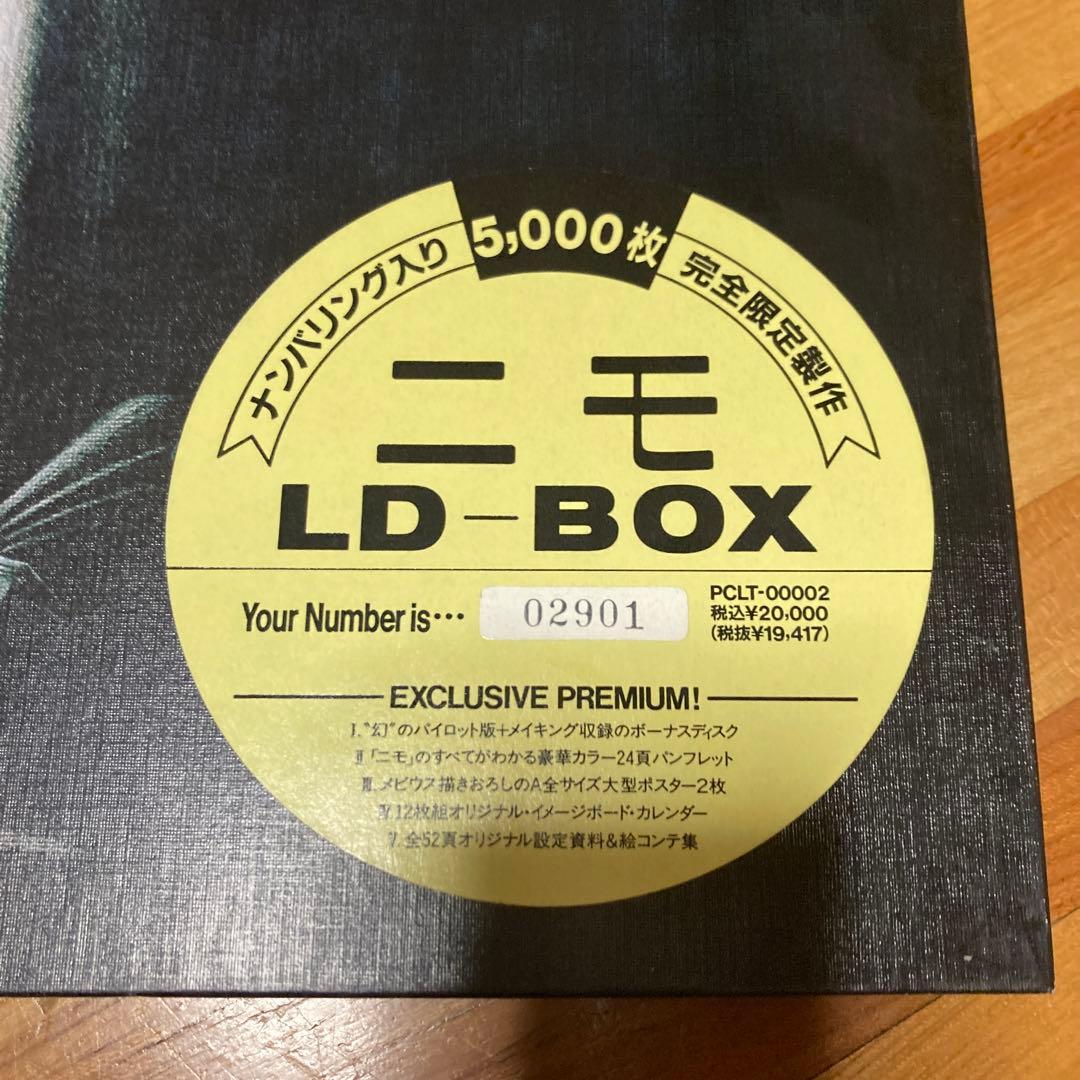 ナンバリング入り 5,000枚 完全限定製作
ニモ
LD-BOX
Your Number is… 02901
PCLT-00002
税込¥20,000
(税抜¥19,417)
EXCLUSIVE PREMIUM!
I.“幻”のパイロット版+メイキング収録のボーナスディスク
II.「ニモ」のすべてがわかる豪華カラー24頁パンフレット
III.メビウス描きおろしのA全サイズ大型ポスター2枚
IV.12枚組オリジナル・イメージボード・カレンダー
V.全52頁オリジナル設定資料&絵コンテ集